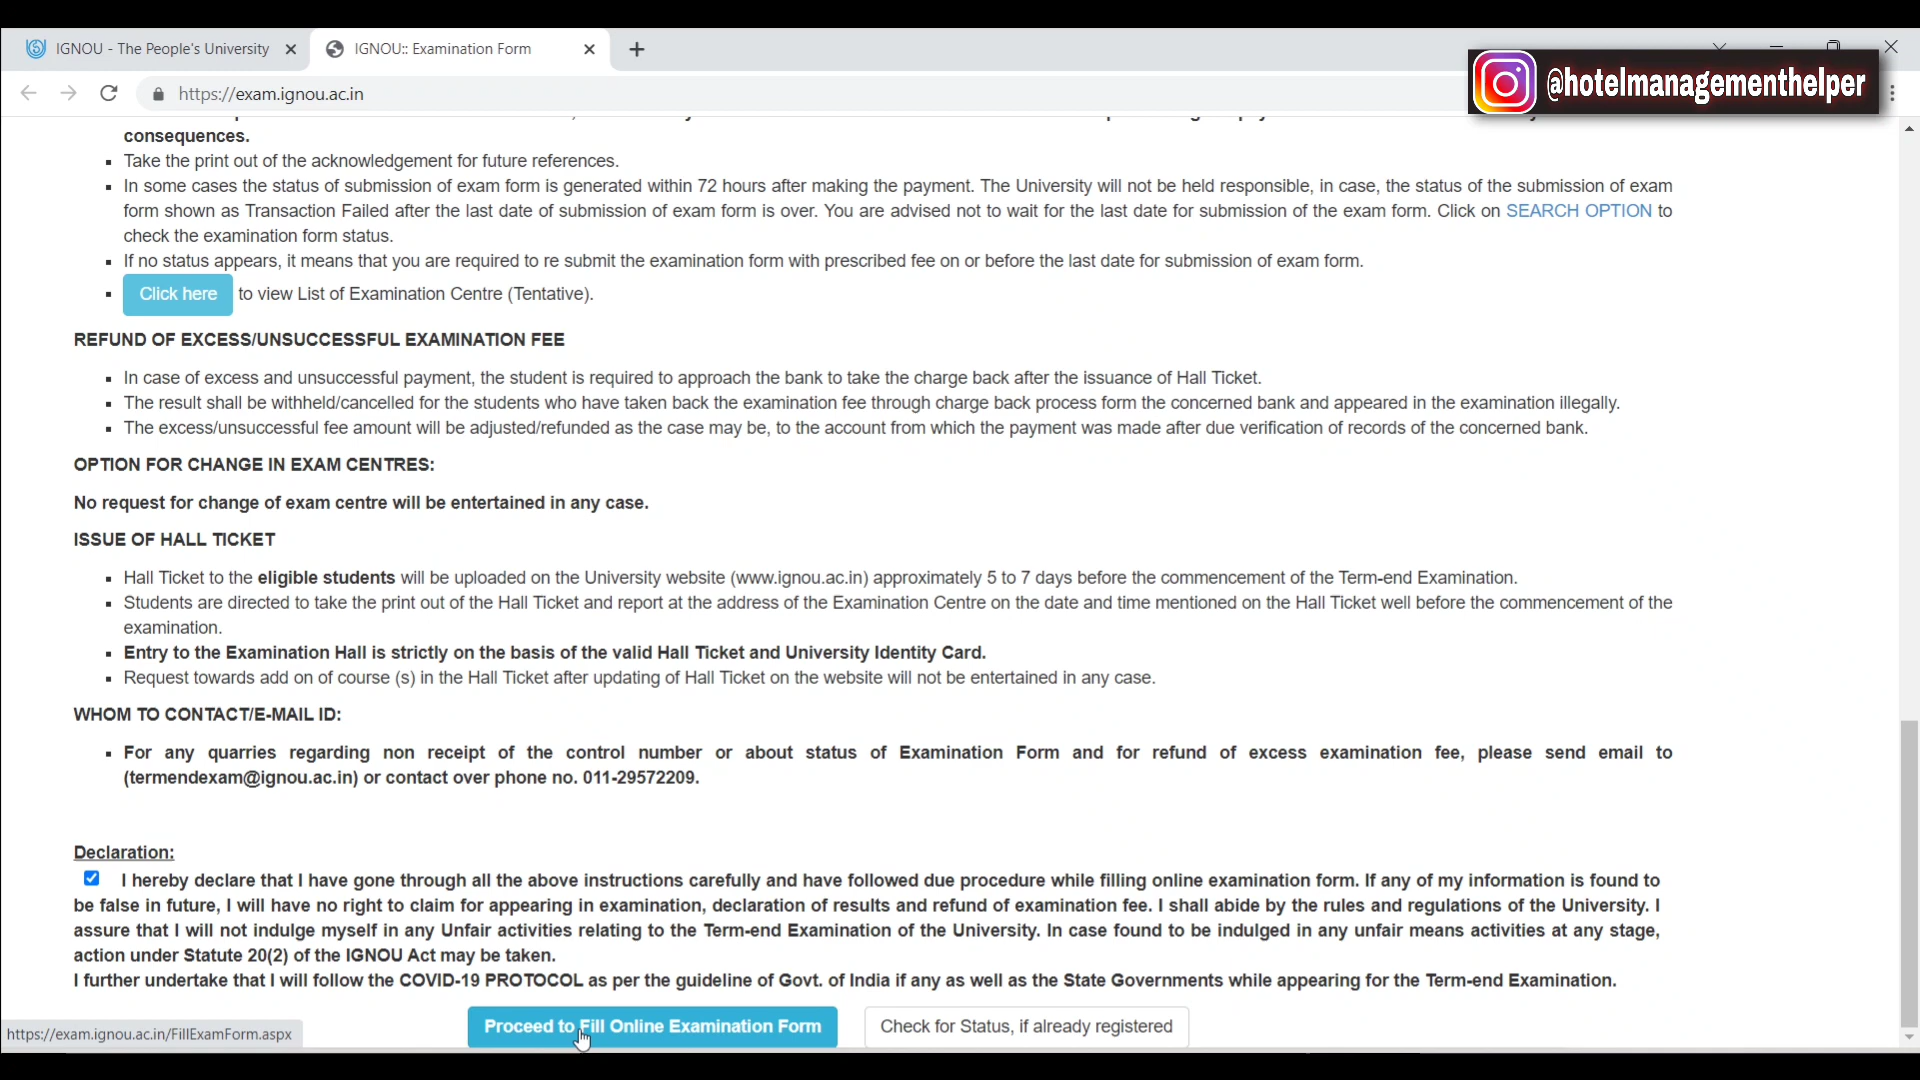 IGNOU - The People's University
IGNOU:: Examination Form
https://exam.ignou.ac.in
@hotelmanagementhelper
consequences.
Take the print out of the acknowledgement for future references.
In some cases the status of submission of exam form is generated within 72 hours after making the payment. The University will not be held responsible, in case, the status of the submission of exam
form shown as Transaction Failed after the last date of submission of exam form is over. You are advised not to wait for the last date for submission of the exam form. Click on SEARCH OPTION to
check the examination form status.
If no status appears, it means that you are required to re submit the examination form with prescribed fee on or before the last date for submission of exam form.
Click here to view List of Examination Centre (Tentative).
REFUND OF EXCESS/UNSUCCESSFUL EXAMINATION FEE
In case of excess and unsuccessful payment, the student is required to approach the bank to take the charge back after the issuance of Hall Ticket.
The result shall be withheld/cancelled for the students who have taken back the examination fee through charge back process form the concerned bank and appeared in the examination illegally.
The excess/unsuccessful fee amount will be adjusted/refunded as the case may be, to the account from which the payment was made after due verification of records of the concerned bank.
OPTION FOR CHANGE IN EXAM CENTRES:
No request for change of exam centre will be entertained in any case.
ISSUE OF HALL TICKET
Hall Ticket to the eligible students will be uploaded on the University website (www.ignou.ac.in) approximately 5 to 7 days before the commencement of the Term-end Examination.
Students are directed to take the print out of the Hall Ticket and report at the address of the Examination Centre on the date and time mentioned on the Hall Ticket well before the commencement of the
examination.
Entry to the Examination Hall is strictly on the basis of the valid Hall Ticket and University Identity Card.
Request towards add on of course (s) in the Hall Ticket after updating of Hall Ticket on the website will not be entertained in any case.
WHOM TO CONTACT/E-MAIL ID:
For any quarries regarding non receipt of the control number or about status of Examination Form and for refund of excess examination fee, please send email to
(termendexam@ignou.ac.in) or contact over phone no. 011-29572209.
Declaration:
I hereby declare that I have gone through all the above instructions carefully and have followed due procedure while filling online examination form. If any of my information is found to
be false in future, I will have no right to claim for appearing in examination, declaration of results and refund of examination fee. I shall abide by the rules and regulations of the University. I
assure that I will not indulge myself in any Unfair activities relating to the Term-end Examination of the University. In case found to be indulged in any unfair means activities at any stage,
action under Statute 20(2) of the IGNOU Act may be taken.
I further undertake that I will follow the COVID-19 PROTOCOL as per the guideline of Govt. of India if any as well as the State Governments while appearing for the Term-end Examination.
Proceed to Fill Online Examination Form
Check for Status, if already registered
https://exam.ignou.ac.in/FillExamForm.aspx